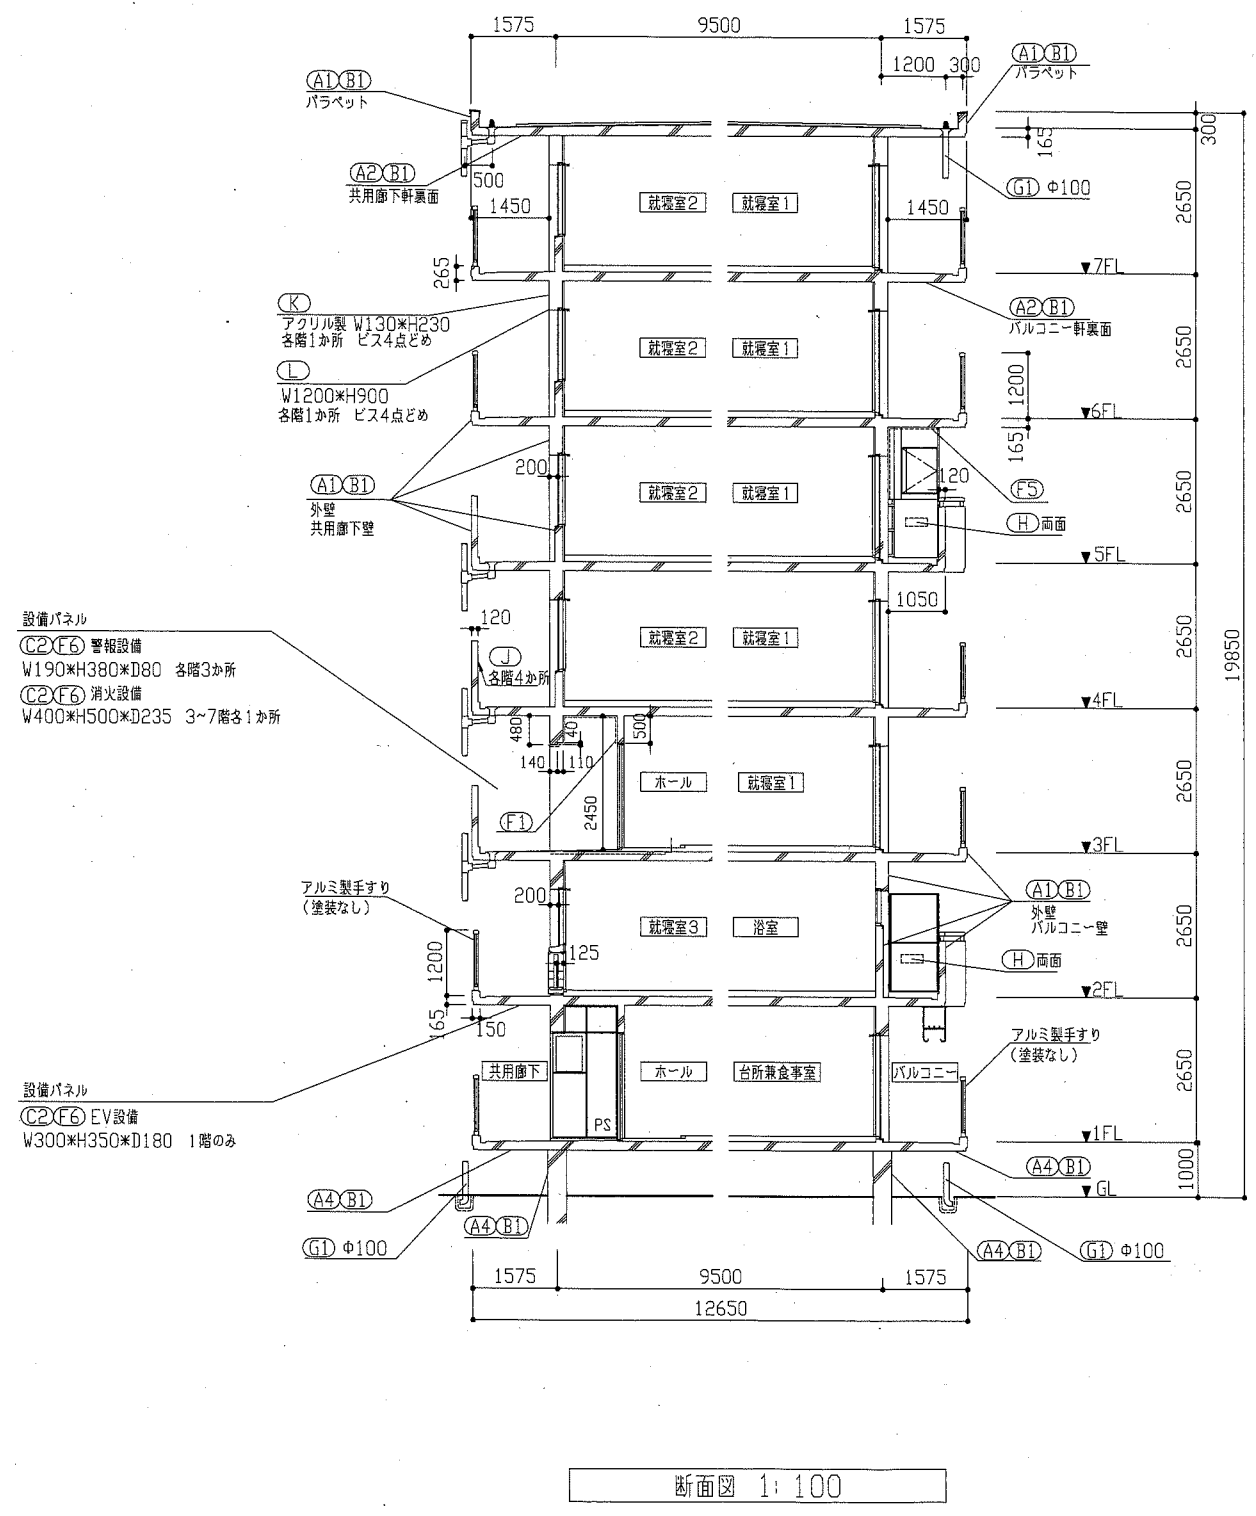 1575 9500 1575
1200 300
A1 B1
パラペット
A1 B1
パラペット
300
165
A2 B1
共用廊下軒裏面
500
G1 Φ100
就寝室2 就寝室1
1450 1450
2650
265
▼7FL
K
アクリル製 W130*H230
各階1か所 ビス4点どめ
A2 B1
バルコニー軒裏面
就寝室2 就寝室1
2650
L
W1200*H900
各階1か所 ビス4点どめ
1200
▼6FL
165
200
120
A1 B1
外壁
共用廊下壁
就寝室2 就寝室1
F5
2650
H 両面
▼5FL
1050
設備パネル
C2 F6 警報設備
W190*H380*D80 各階3か所
C2 F6 消火設備
W400*H500*D235 3~7階各1か所
120
J
各階4か所
就寝室2 就寝室1
2650
19850
▼4FL
480 40 500
140 110
ホール 就寝室1
2650
2450
F1
▼3FL
アルミ製手すり
(塗装なし)
200
A1 B1
外壁
バルコニー壁
就寝室3 浴室
2650
125
1200
H 両面
▼2FL
165
150
アルミ製手すり
(塗装なし)
共用廊下 ホール 台所兼食事室 バルコニー
2650
設備パネル
C2 F6 EV設備
W300*H350*D180 1階のみ
PS
▼1FL
A4 B1
1000
▼GL
A4 B1
A4 B1
G1 Φ100
A4 B1
G1 Φ100
1575 9500 1575
12650
断面図 1:100